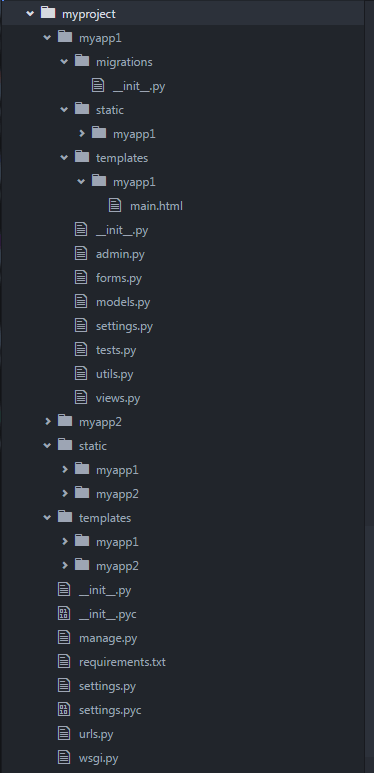 myproject
myapp1
migrations
__init__.py
static
myapp1
templates
myapp1
main.html
__init__.py
admin.py
forms.py
models.py
settings.py
tests.py
utils.py
views.py
myapp2
static
myapp1
myapp2
templates
myapp1
myapp2
__init__.py
__init__.pyc
manage.py
requirements.txt
settings.py
settings.pyc
urls.py
wsgi.py